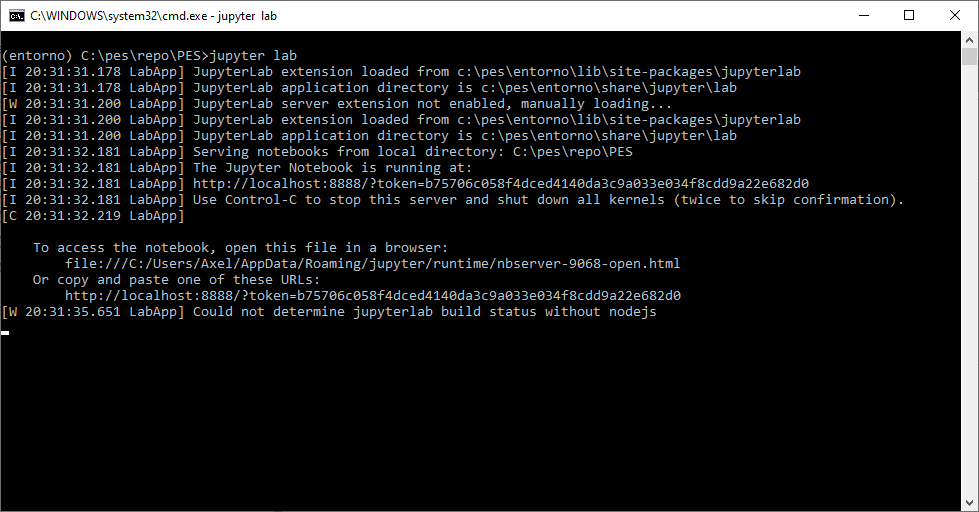 C:\WINDOWS\system32\cmd.exe - jupyter lab
(entorno) C:\pes\repo\PES>jupyter lab
[I 20:31:31.178 LabApp] JupyterLab extension loaded from c:\pes\entorno\lib\site-packages\jupyterlab
[I 20:31:31.178 LabApp] JupyterLab application directory is c:\pes\entorno\share\jupyter\lab
[W 20:31:31.200 LabApp] JupyterLab server extension not enabled, manually loading...
[I 20:31:31.200 LabApp] JupyterLab extension loaded from c:\pes\entorno\lib\site-packages\jupyterlab
[I 20:31:31.200 LabApp] JupyterLab application directory is c:\pes\entorno\share\jupyter\lab
[I 20:31:32.181 LabApp] Serving notebooks from local directory: C:\pes\repo\PES
[I 20:31:32.181 LabApp] The Jupyter Notebook is running at:
[I 20:31:32.181 LabApp] http://localhost:8888/?token=b75706c058f4dced4140da3c9a033e034f8cdd9a22e682d0
[I 20:31:32.181 LabApp] Use Control-C to stop this server and shut down all kernels (twice to skip confirmation).
[C 20:31:32.219 LabApp]
To access the notebook, open this file in a browser:
file:///C:/Users/Axel/AppData/Roaming/jupyter/runtime/nbserver-9068-open.html
Or copy and paste one of these URLs:
http://localhost:8888/?token=b75706c058f4dced4140da3c9a033e034f8cdd9a22e682d0
[W 20:31:35.651 LabApp] Could not determine jupyterlab build status without nodejs